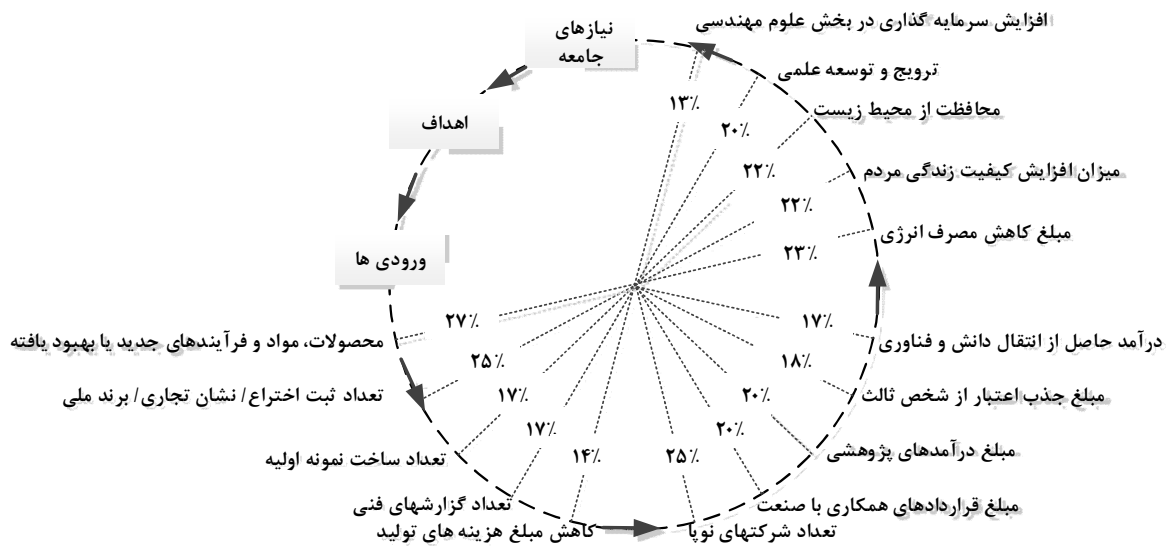 افزایش سرمایه گذاری در بخش علوم مهندسی
نیازهای
جامعه
ترویج و توسعه علمی
۱۳٪
محافظت از محیط زیست
اهداف
۲۰٪
میزان افزایش کیفیت زندگی مردم
۲۲٪
۲۲٪
مبلغ کاهش مصرف انرژی
۲۳٪
ورودی ها
۱۷٪
۲۷٪
درآمد حاصل از انتقال دانش و فناوری
محصولات، مواد و فرآیندهای جدید یا بهبود یافته
۱۸٪
۲۵٪
مبلغ جذب اعتبار از شخص ثالث
تعداد ثبت اختراع/ نشان تجاری/ برند ملی
۲۰٪
۱۷٪
مبلغ درآمدهای پژوهشی
۲۰٪
۱۷٪
تعداد ساخت نمونه اولیه
۲۵٪
۱۴٪
مبلغ قراردادهای همکاری با صنعت
تعداد گزارشهای فنی
تعداد شرکتهای نوپا
کاهش مبلغ هزینه های تولید